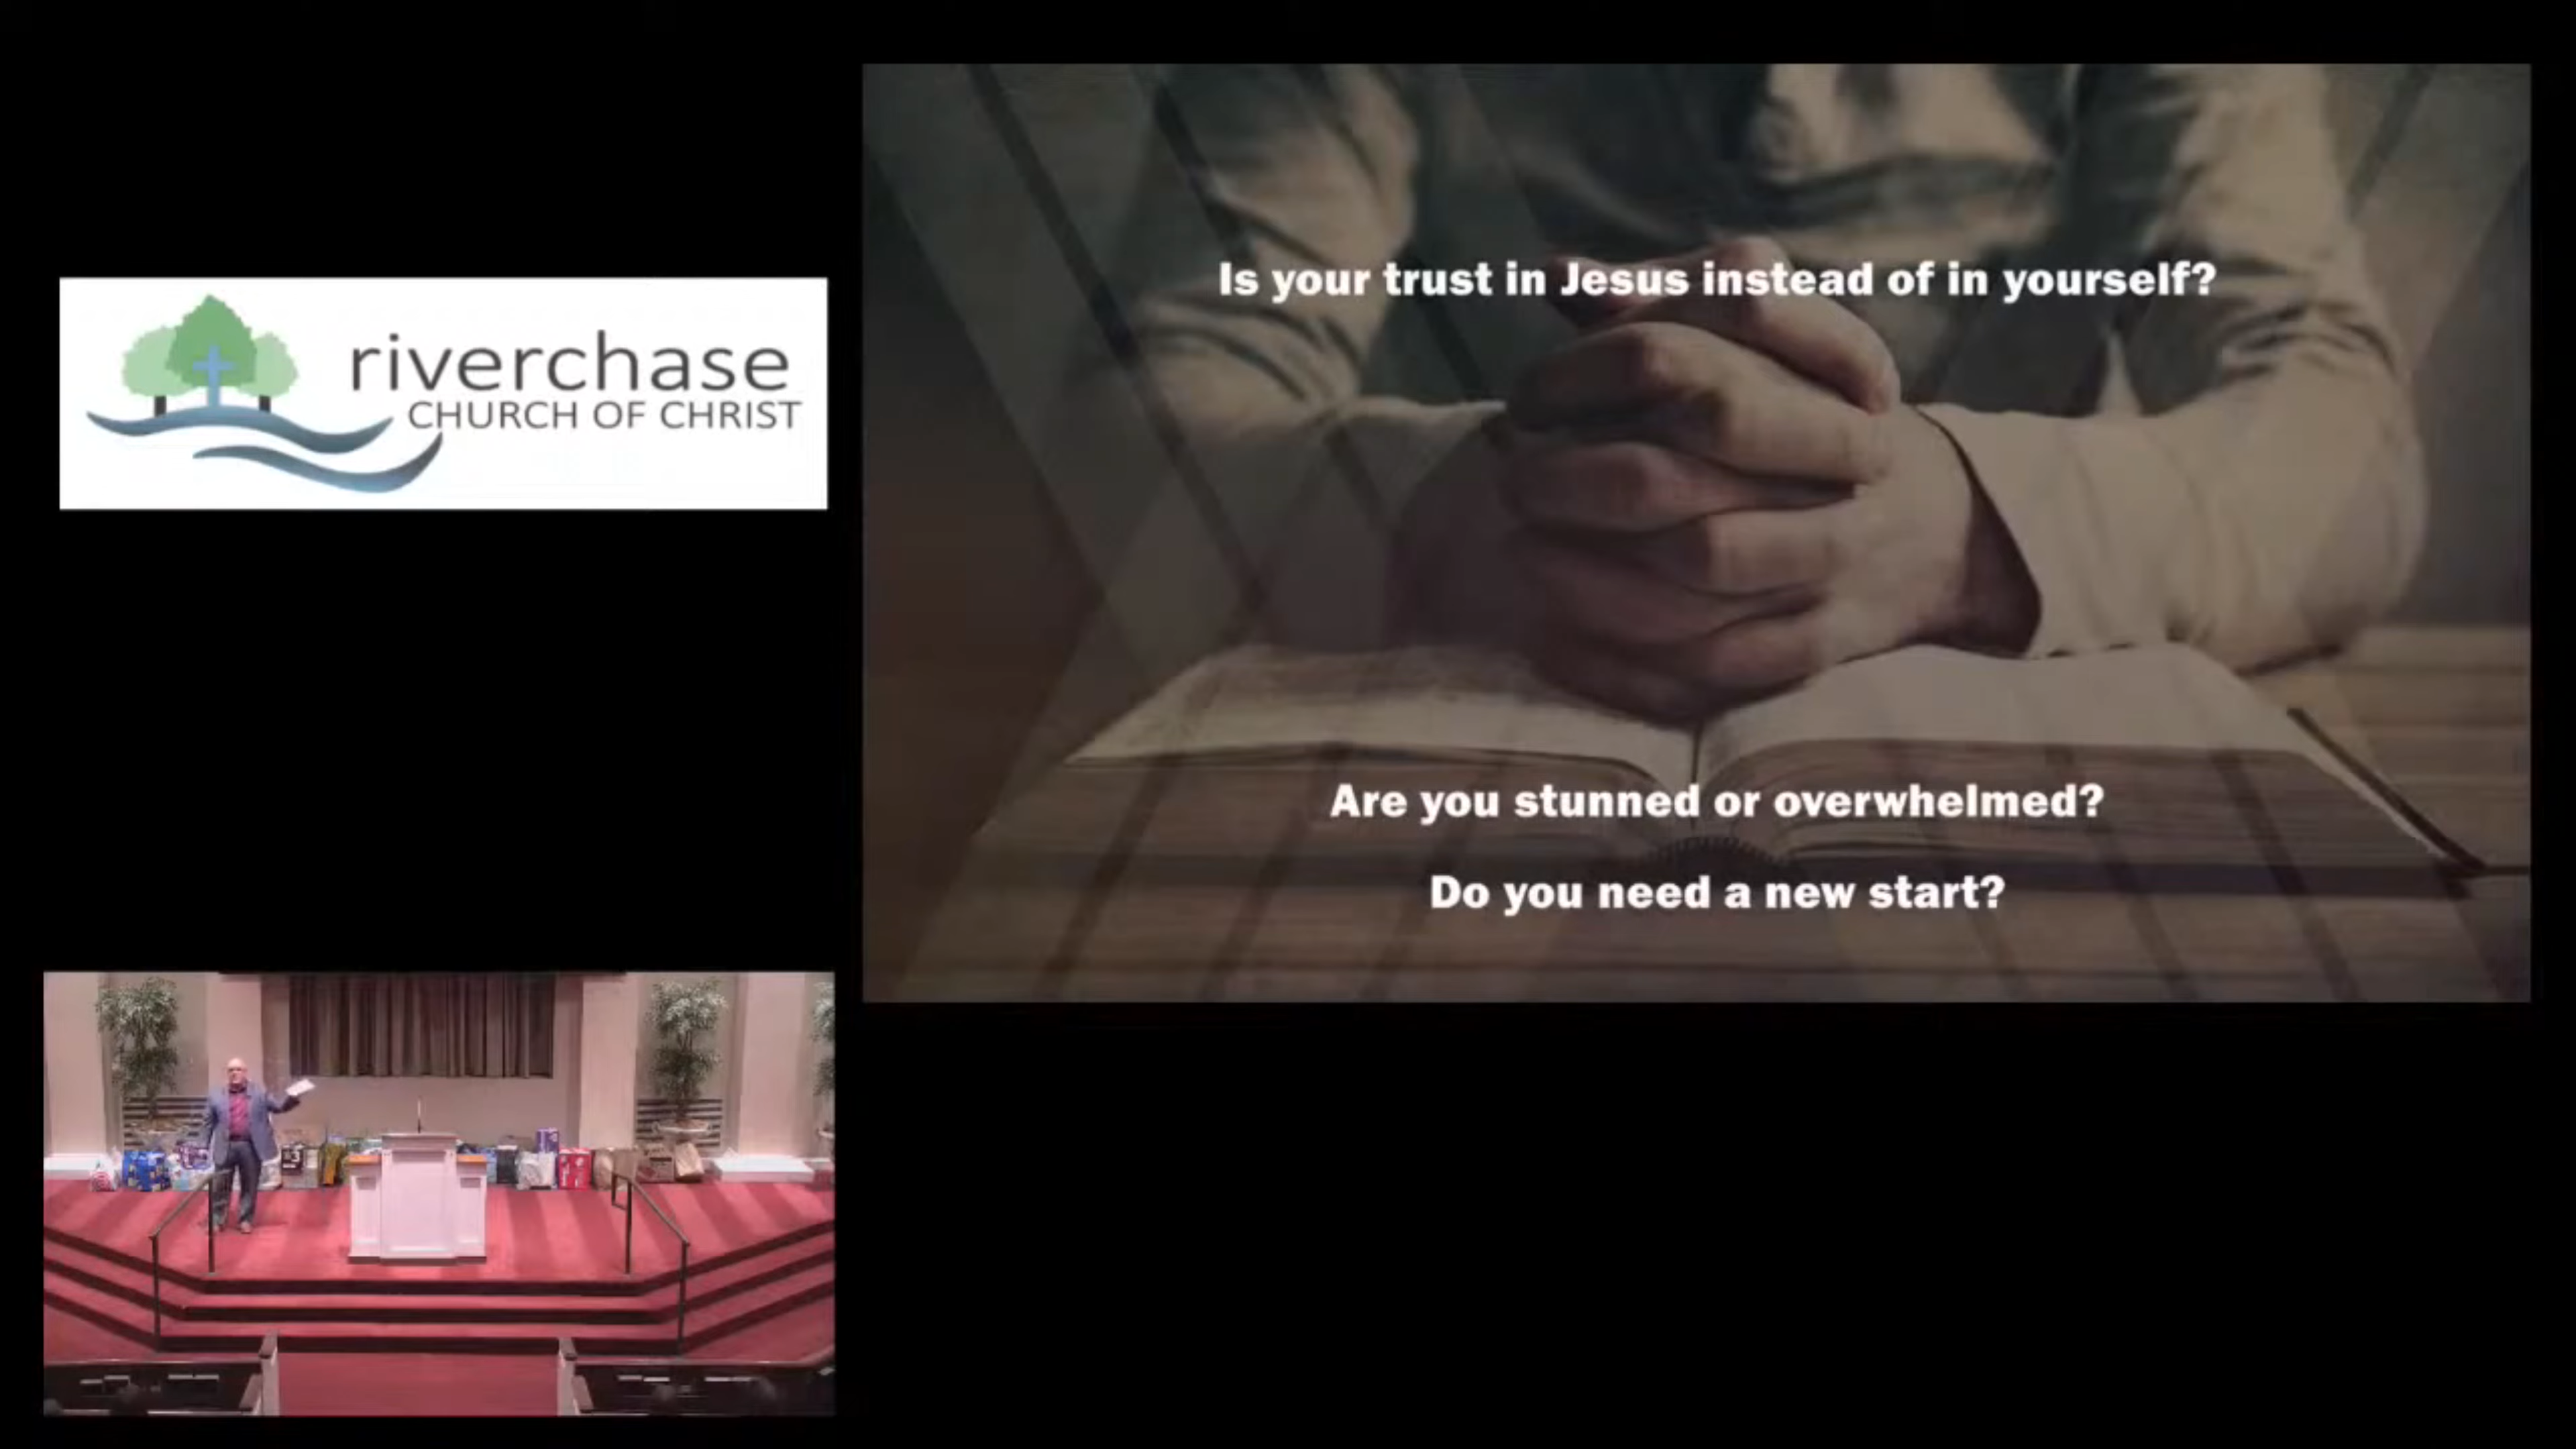 riverchase
CHURCH OF CHRIST
Is your trust in Jesus instead of in yourself?
Are you stunned or overwhelmed?
Do you need a new start?